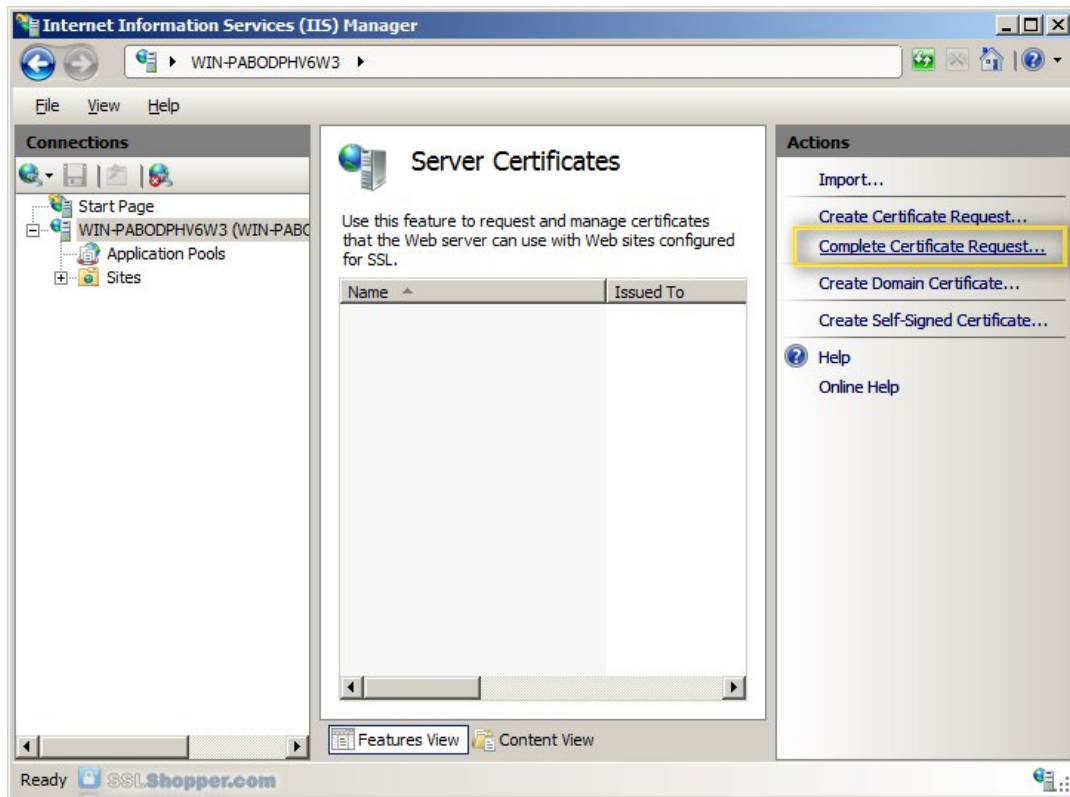 Internet Information Services (IIS) Manager
WIN-PABODPHV6W3
File View Help
Connections
Start Page
WIN-PABODPHV6W3 (WIN-PABO
Application Pools
Sites
Server Certificates
Use this feature to request and manage certificates
that the Web server can use with Web sites configured
for SSL.
Name Issued To
Features View Content View
Actions
Import...
Create Certificate Request...
Complete Certificate Request...
Create Domain Certificate...
Create Self-Signed Certificate...
Help
Online Help
Ready SSLShopper.com